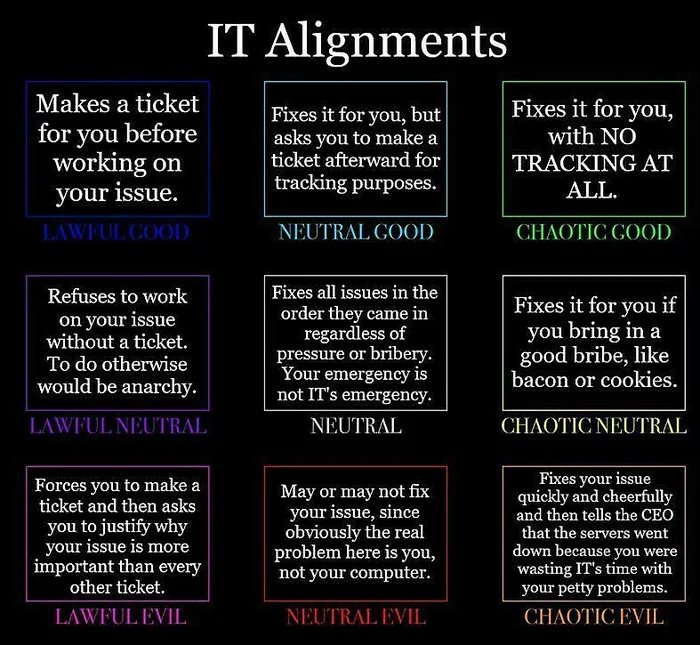 IT Alignments
Makes a ticket
for you before
working on
your issue.
LAWFUL GOOD
Fixes it for you, but
asks you to make a
ticket afterward for
tracking purposes.
NEUTRAL GOOD
Fixes it for you,
with NO
TRACKING AT
ALL.
CHAOTIC GOOD
Refuses to work
on your issue
without a ticket.
To do otherwise
would be anarchy.
LAWFUL NEUTRAL
Fixes all issues in the
order they came in
regardless of
pressure or bribery.
Your emergency is
not IT's emergency.
NEUTRAL
Fixes it for you if
you bring in a
good bribe, like
bacon or cookies.
CHAOTIC NEUTRAL
Forces you to make a
ticket and then asks
you to justify why
your issue is more
important than every
other ticket.
LAWFUL EVIL
May or may not fix
your issue, since
obviously the real
problem here is you,
not your computer.
NEUTRAL EVIL
Fixes your issue
quickly and cheerfully
and then tells the CEO
that the servers went
down because you were
wasting IT's time with
your petty problems.
CHAOTIC EVIL